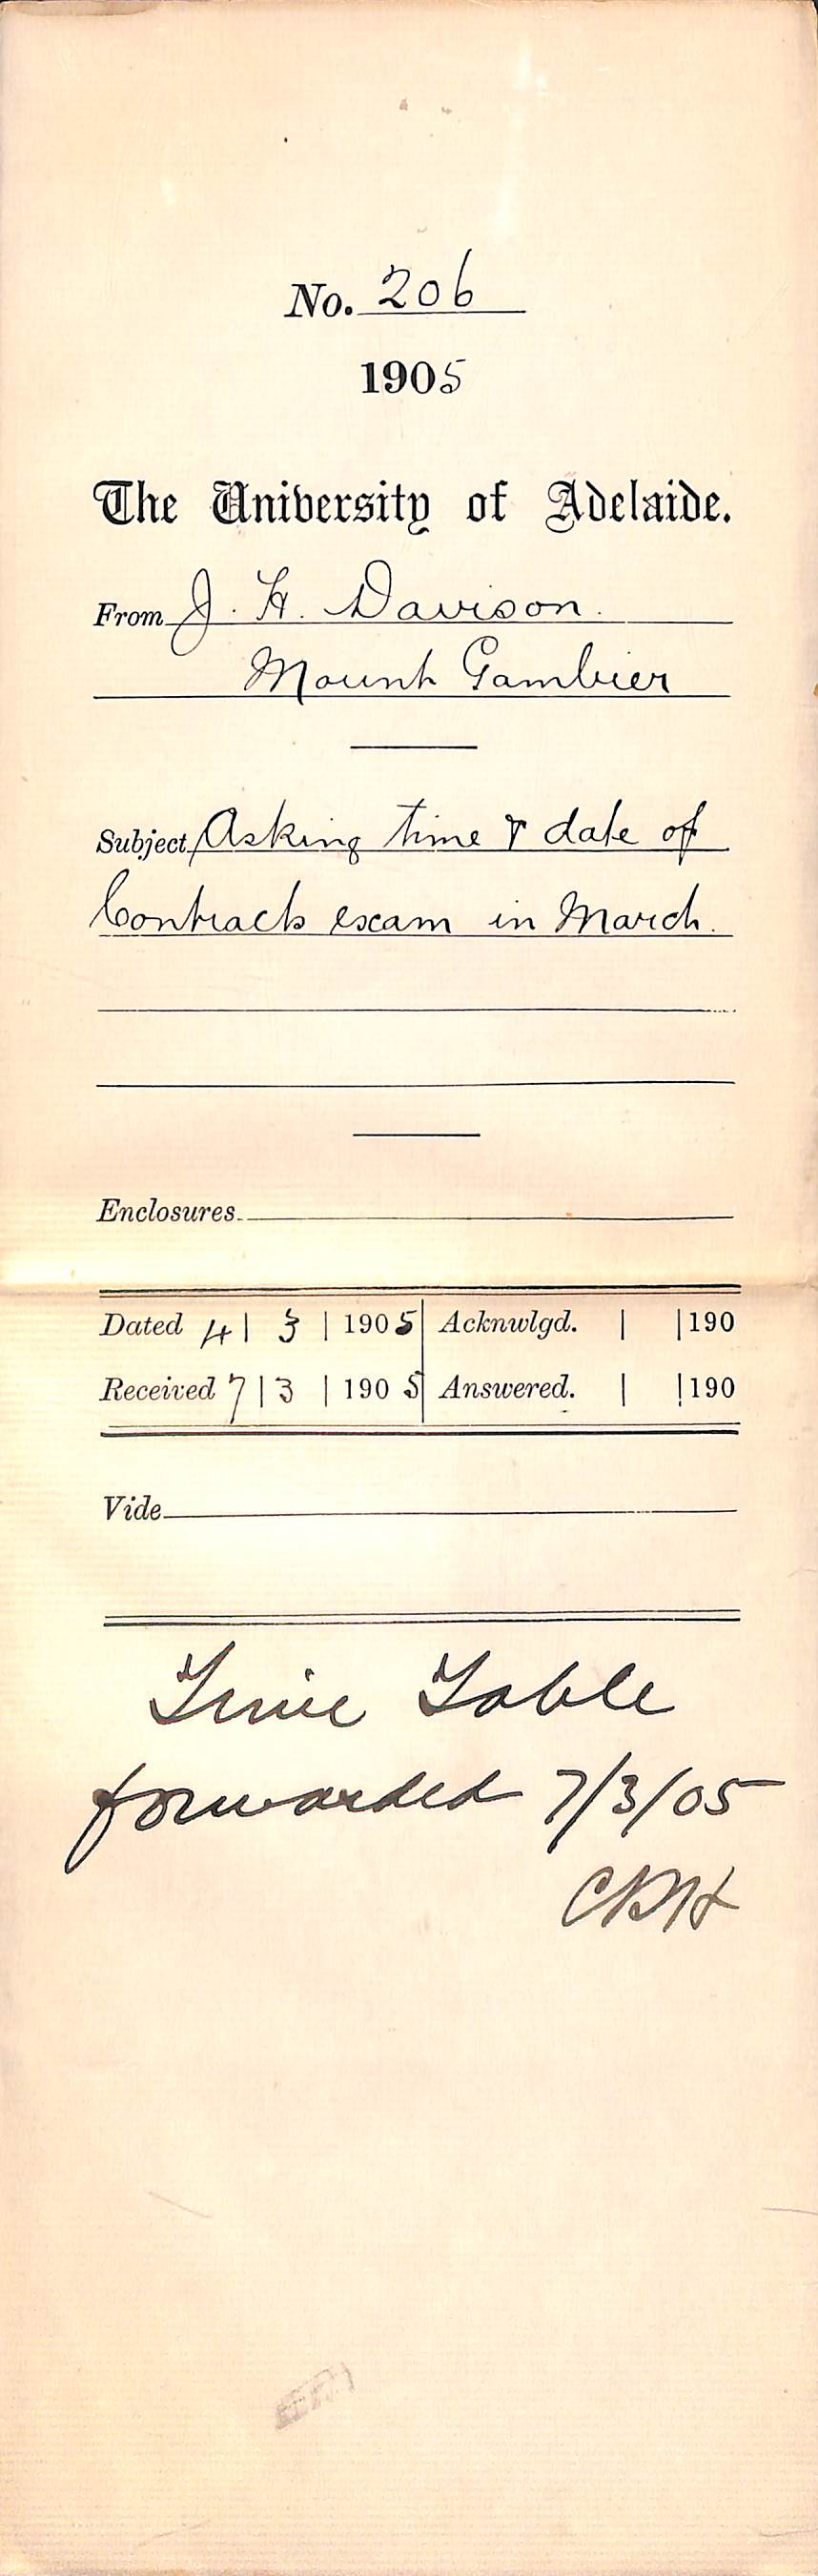 No. 206
1905
The University of Adelaide.
From J. H. Davison.
Mount Gambier
Subject Asking time & date of
Contracts exam in March.
Enclosures
Dated 4 | 3 | 1905 | Acknwlgd. | | 190
Received 7 | 3 | 1905 | Answered. | | 190
Vide
Time Table
forwarded 7/3/05